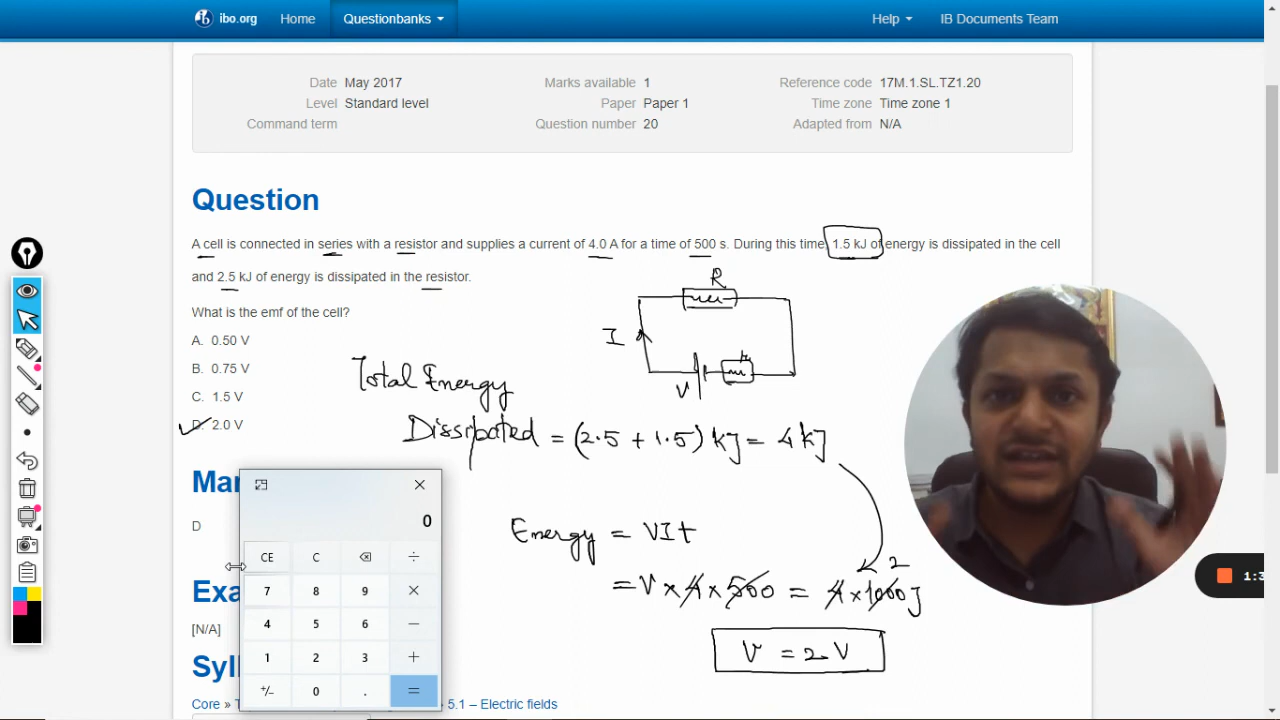 ibo.org
Home
Questionbanks
Help
IB Documents Team
Date May 2017
Marks available 1
Reference code 17M.1.SL.TZ1.20
Level Standard level
Paper Paper 1
Time zone Time zone 1
Command term
Question number 20
Adapted from N/A
Question
A cell is connected in series with a resistor and supplies a current of 4.0 A for a time of 500 s. During this time, 1.5 kJ of energy is dissipated in the cell
and 2.5 kJ of energy is dissipated in the resistor.
What is the emf of the cell?
A. 0.50 V
B. 0.75 V
C. 1.5 V
D. 2.0 V
R
I
V
r
Total Energy
Dissipated = (2.5 + 1.5) kJ = 4 kJ
Energy = VIt
= V × 4 × 500 = 4 × 1000 J
2
V = 2 V
Mar
D
Exa
[N/A]
Syll
Core »
5.1 – Electric fields
0
CE C ÷
7 8 9 ×
4 5 6 −
1 2 3 +
+/- 0 . =
1:3